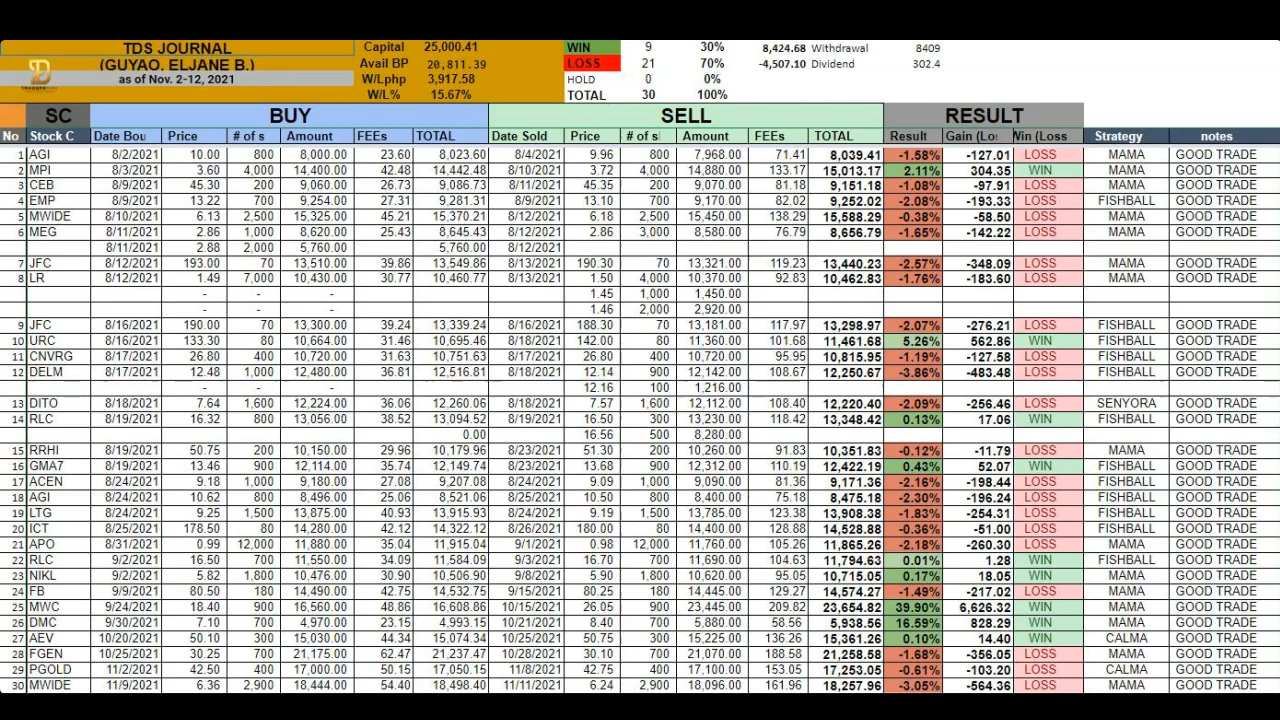 TDS JOURNAL Capital 25,000.41 WIN 9 30% 8,424.68 Withdrawal 8409
(GUYAO, ELJANE B.) Avail BP 20,811.39 LOSS 21 70% -4,507.10 Dividend 302.4
as of Nov. 2-12, 2021 W/Lphp 3,917.58 HOLD 0 0%
W/L% 15.67% TOTAL 30 100%
SC BUY SELL RESULT
No Stock C Date Bou Price # of s Amount FEEs TOTAL Date Sold Price # of s Amount FEEs TOTAL Result Gain (Lo Win (Loss Strategy notes
1 AGI 8/2/2021 10.00 800 8,000.00 23.60 8,023.60 8/4/2021 9.96 800 7,968.00 71.41 8,039.41 -1.58% -127.01 LOSS MAMA GOOD TRADE
2 MPI 8/3/2021 3.60 4,000 14,400.00 42.48 14,442.48 8/10/2021 3.72 4,000 14,880.00 133.17 15,013.17 2.11% 304.35 WIN MAMA GOOD TRADE
3 CEB 8/9/2021 45.30 200 9,060.00 26.73 9,086.73 8/11/2021 45.35 200 9,070.00 81.18 9,151.18 -1.08% -97.91 LOSS MAMA GOOD TRADE
4 EMP 8/9/2021 13.22 700 9,254.00 27.31 9,281.31 8/9/2021 13.10 700 9,170.00 82.02 9,252.02 -2.08% -193.33 LOSS FISHBALL GOOD TRADE
5 MWIDE 8/10/2021 6.13 2,500 15,325.00 45.21 15,370.21 8/12/2021 6.18 2,500 15,450.00 138.29 15,588.29 -0.38% -58.50 LOSS MAMA GOOD TRADE
6 MEG 8/11/2021 2.86 1,000 8,620.00 25.43 8,645.43 8/12/2021 2.86 3,000 8,580.00 76.79 8,656.79 -1.65% -142.22 LOSS MAMA GOOD TRADE
8/11/2021 2.88 2,000 5,760.00 5,760.00 8/12/2021
7 JFC 8/12/2021 193.00 70 13,510.00 39.86 13,549.86 8/13/2021 190.30 70 13,321.00 119.23 13,440.23 -2.57% -348.09 LOSS MAMA GOOD TRADE
8 LR 8/12/2021 1.49 7,000 10,430.00 30.77 10,460.77 8/13/2021 1.50 4,000 10,370.00 92.83 10,462.83 -1.76% -183.60 LOSS MAMA GOOD TRADE
- - - 1.45 1,000 1,450.00
- - - 1.46 2,000 2,920.00
9 JFC 8/16/2021 190.00 70 13,300.00 39.24 13,339.24 8/16/2021 188.30 70 13,181.00 117.97 13,298.97 -2.07% -276.21 LOSS FISHBALL GOOD TRADE
10 URC 8/16/2021 133.30 80 10,664.00 31.46 10,695.46 8/18/2021 142.00 80 11,360.00 101.68 11,461.68 5.26% 562.86 WIN FISHBALL GOOD TRADE
11 CNVRG 8/17/2021 26.80 400 10,720.00 31.63 10,751.63 8/17/2021 26.80 400 10,720.00 95.95 10,815.95 -1.19% -127.58 LOSS FISHBALL GOOD TRADE
12 DELM 8/17/2021 12.48 1,000 12,480.00 36.81 12,516.81 8/18/2021 12.14 900 12,142.00 108.67 12,250.67 -3.86% -483.48 LOSS FISHBALL GOOD TRADE
- - - 12.16 100 1,216.00
13 DITO 8/18/2021 7.64 1,600 12,224.00 36.06 12,260.06 8/18/2021 7.57 1,600 12,112.00 108.40 12,220.40 -2.09% -256.46 LOSS SENYORA GOOD TRADE
14 RLC 8/19/2021 16.32 800 13,056.00 38.52 13,094.52 8/19/2021 16.50 300 13,230.00 118.42 13,348.42 0.13% 17.06 WIN FISHBALL GOOD TRADE
0.00 16.56 500 8,280.00
15 RRHI 8/19/2021 50.75 200 10,150.00 29.96 10,179.96 8/23/2021 51.30 200 10,260.00 91.83 10,351.83 -0.12% -11.79 LOSS MAMA GOOD TRADE
16 GMA7 8/19/2021 13.46 900 12,114.00 35.74 12,149.74 8/23/2021 13.68 900 12,312.00 110.19 12,422.19 0.43% 52.07 WIN FISHBALL GOOD TRADE
17 ACEN 8/24/2021 9.18 1,000 9,180.00 27.08 9,207.08 8/24/2021 9.09 1,000 9,090.00 81.36 9,171.36 -2.16% -198.44 LOSS FISHBALL GOOD TRADE
18 AGI 8/24/2021 10.62 800 8,496.00 25.06 8,521.06 8/25/2021 10.50 800 8,400.00 75.18 8,475.18 -2.30% -196.24 LOSS FISHBALL GOOD TRADE
19 LTG 8/24/2021 9.25 1,500 13,875.00 40.93 13,915.93 8/24/2021 9.19 1,500 13,785.00 123.38 13,908.38 -1.83% -254.31 LOSS FISHBALL GOOD TRADE
20 ICT 8/25/2021 178.50 80 14,280.00 42.12 14,322.12 8/26/2021 180.00 80 14,400.00 128.88 14,528.88 -0.36% -51.00 LOSS FISHBALL GOOD TRADE
21 APO 8/31/2021 0.99 12,000 11,880.00 35.04 11,915.04 9/1/2021 0.98 12,000 11,760.00 105.26 11,865.26 -2.18% -260.30 LOSS MAMA GOOD TRADE
22 RLC 9/2/2021 16.50 700 11,550.00 34.09 11,584.09 9/3/2021 16.70 700 11,690.00 104.63 11,794.63 0.01% 1.28 WIN FISHBALL GOOD TRADE
23 NIKL 9/2/2021 5.82 1,800 10,476.00 30.90 10,506.90 9/8/2021 5.90 1,800 10,620.00 95.05 10,715.05 0.17% 18.05 WIN MAMA GOOD TRADE
24 FB 9/9/2021 80.50 180 14,490.00 42.75 14,532.75 9/15/2021 80.25 180 14,445.00 129.27 14,574.27 -1.49% -217.02 LOSS MAMA GOOD TRADE
25 MWC 9/24/2021 18.40 900 16,560.00 48.86 16,608.86 10/15/2021 26.05 900 23,445.00 209.82 23,654.82 39.90% 6,626.32 WIN MAMA GOOD TRADE
26 DMC 9/30/2021 7.10 700 4,970.00 23.15 4,993.15 10/21/2021 8.40 700 5,880.00 58.56 5,938.56 16.59% 828.29 WIN MAMA GOOD TRADE
27 AEV 10/20/2021 50.10 300 15,030.00 44.34 15,074.34 10/25/2021 50.75 300 15,225.00 136.26 15,361.26 0.10% 14.40 WIN CALMA GOOD TRADE
28 FGEN 10/25/2021 30.25 700 21,175.00 62.47 21,237.47 10/28/2021 30.10 700 21,070.00 188.58 21,258.58 -1.68% -356.05 LOSS MAMA GOOD TRADE
29 PGOLD 11/2/2021 42.50 400 17,000.00 50.15 17,050.15 11/8/2021 42.75 400 17,100.00 153.05 17,253.05 -0.61% -103.20 LOSS CALMA GOOD TRADE
30 MWIDE 11/9/2021 6.36 2,900 18,444.00 54.40 18,498.40 11/11/2021 6.24 2,900 18,096.00 161.96 18,257.96 -3.05% -564.36 LOSS MAMA GOOD TRADE